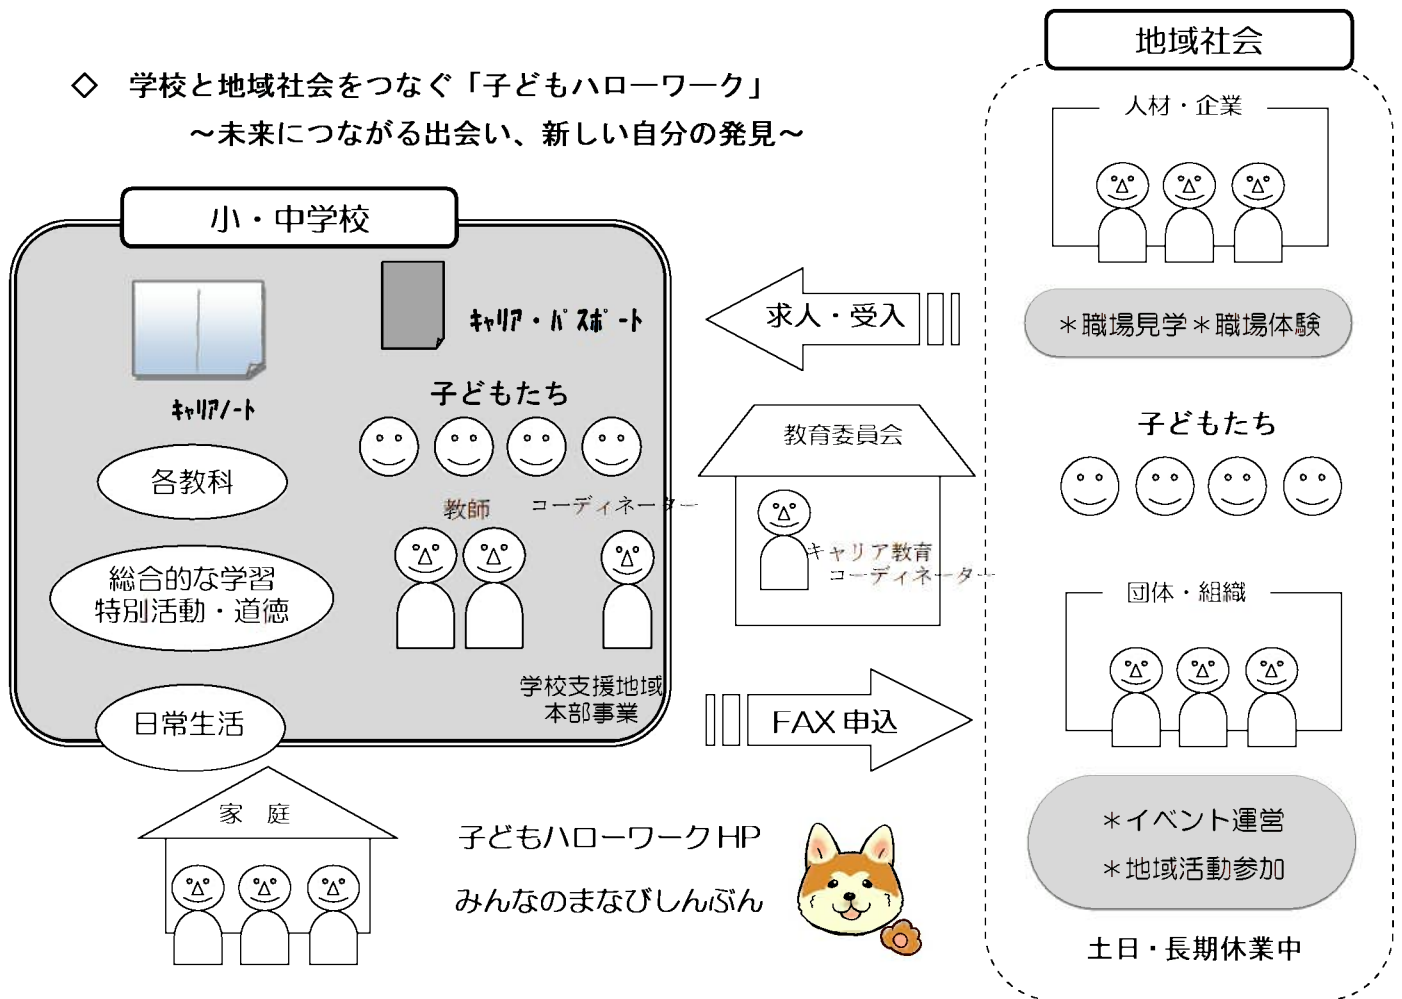 ◇ 学校と地域社会をつなぐ「子どもハローワーク」
～未来につながる出会い、新しい自分の発見～
小・中学校
キャリア・パスポート
キャリアノート
子どもたち
各教科
教師
コーディネーター
総合的な学習
特別活動・道徳
学校支援地域
本部事業
日常生活
家 庭
求人・受入
教育委員会
キャリア教育
コーディネーター
FAX 申込
子どもハローワーク HP
みんなのまなびしんぶん
地域社会
人材・企業
＊職場見学＊職場体験
子どもたち
団体・組織
＊イベント運営
＊地域活動参加
土日・長期休業中